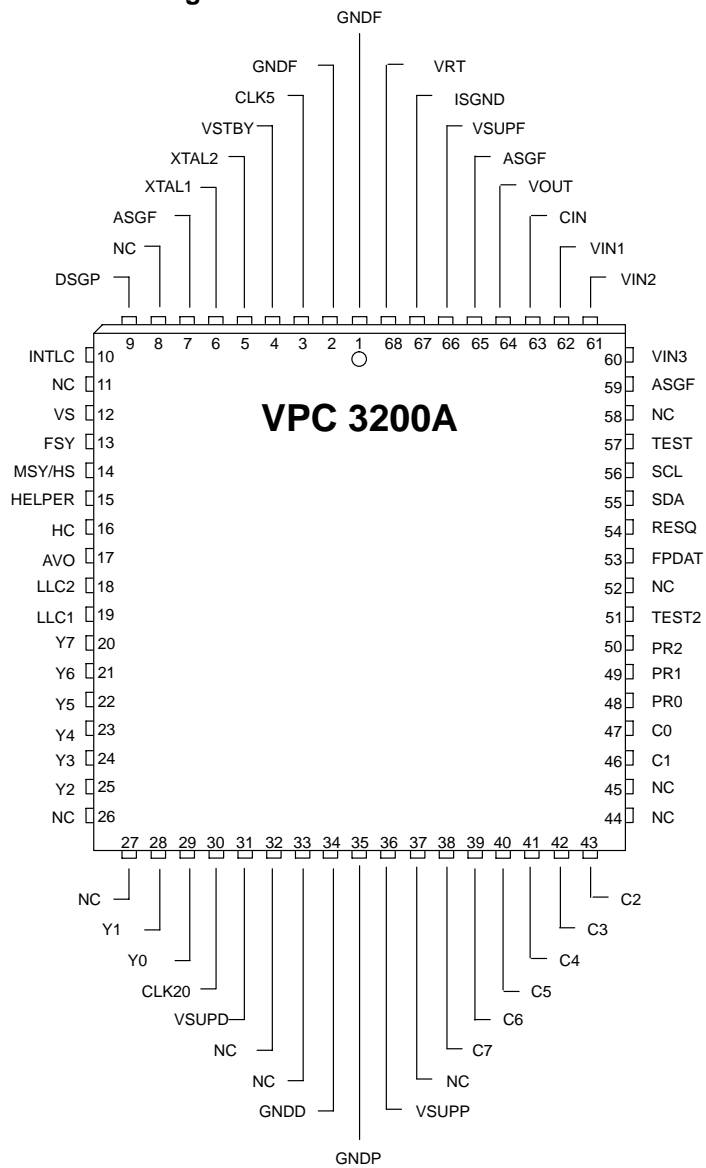 GNDF
GNDF
VRT
CLK5
ISGND
VSTBY
VSUPF
XTAL2
ASGF
XTAL1
VOUT
ASGF
CIN
NC
VIN1
DSGP
VIN2
9 8 7 6 5 4 3 2 1 68 67 66 65 64 63 62 61
INTLC 10
60 VIN3
NC 11
59 ASGF
VPC 3200A
VS 12
58 NC
FSY 13
57 TEST
MSY/HS 14
56 SCL
HELPER 15
55 SDA
HC 16
54 RESQ
AVO 17
53 FPDAT
LLC2 18
52 NC
LLC1 19
51 TEST2
Y7 20
50 PR2
Y6 21
49 PR1
Y5 22
48 PR0
Y4 23
47 C0
Y3 24
46 C1
Y2 25
45 NC
NC 26
44 NC
27 28 29 30 31 32 33 34 35 36 37 38 39 40 41 42 43
NC
C2
Y1
C3
Y0
C4
CLK20
C5
VSUPD
C6
NC
C7
NC
NC
GNDD
VSUPP
GNDP